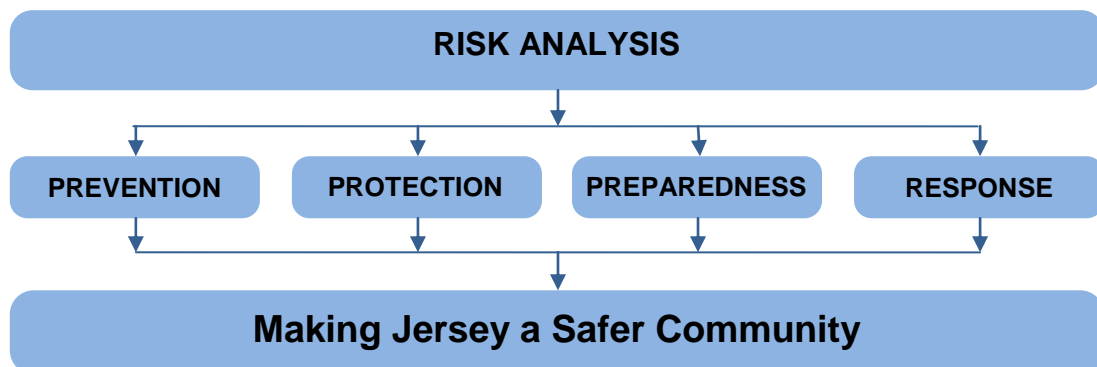 RISK ANALYSIS
PREVENTION
PROTECTION
PREPAREDNESS
RESPONSE
Making Jersey a Safer Community